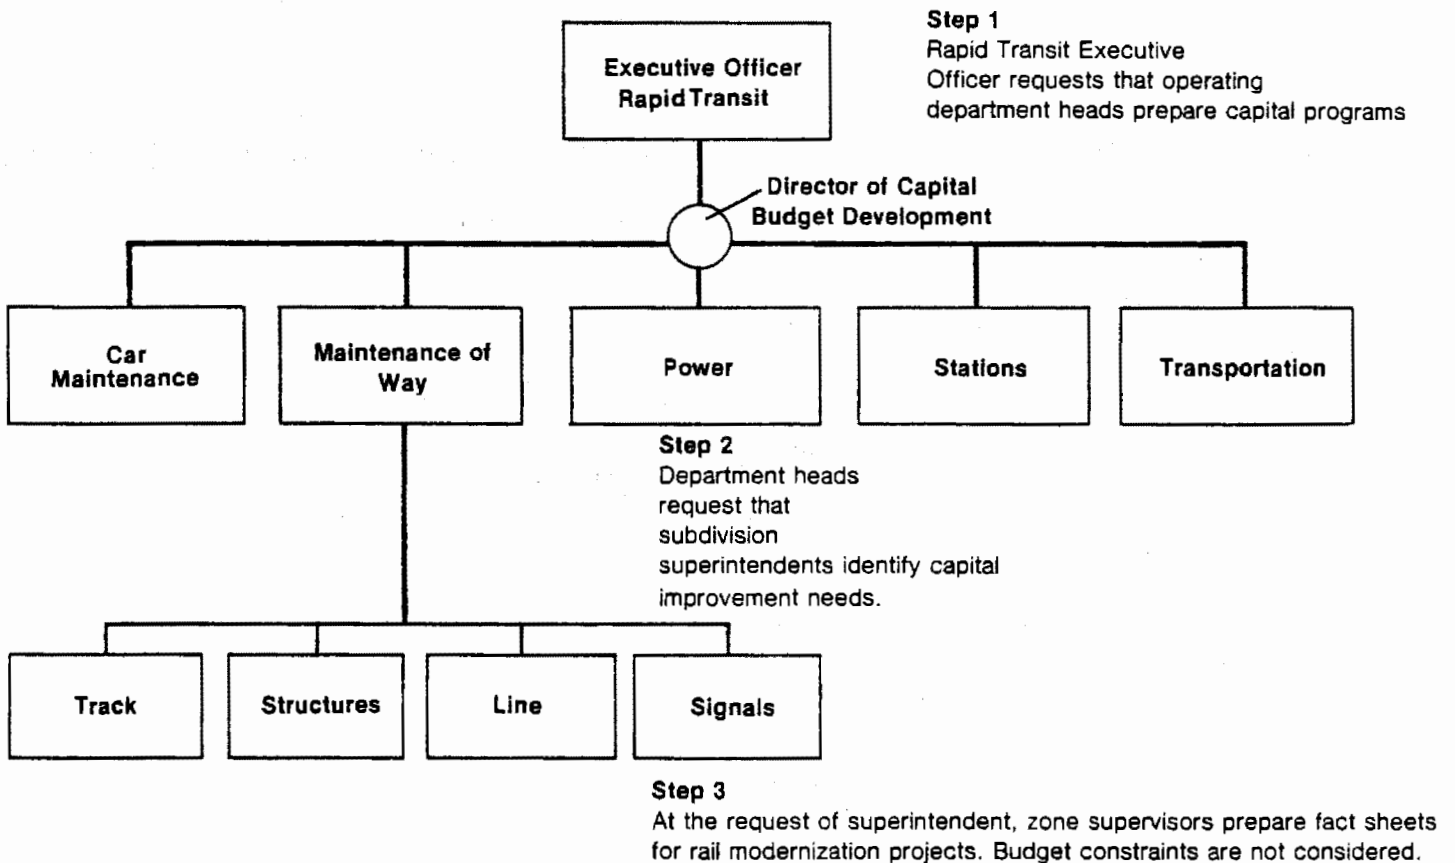 Step 1
Rapid Transit Executive
Officer requests that operating
department heads prepare capital programs
Executive Officer
Rapid Transit
Director of Capital
Budget Development
Car
Maintenance
Maintenance of
Way
Power
Stations
Transportation
Step 2
Department heads
request that
subdivision
superintendents identify capital
improvement needs.
Track
Structures
Line
Signals
Step 3
At the request of superintendent, zone supervisors prepare fact sheets
for rail modernization projects. Budget constraints are not considered.